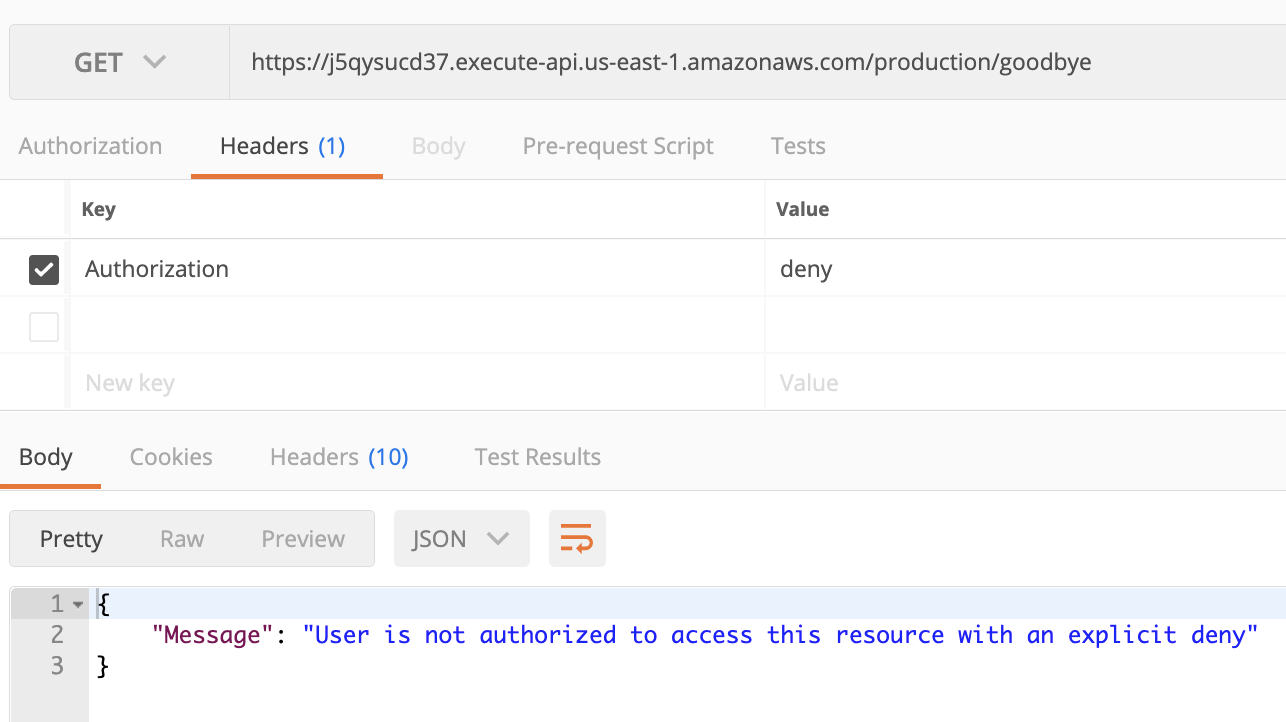 GET https://j5qysucd37.execute-api.us-east-1.amazonaws.com/production/goodbye
Authorization Headers (1) Body Pre-request Script Tests
Key Value
Authorization deny
New key Value
Body Cookies Headers (10) Test Results
Pretty Raw Preview JSON
1 {
2 "Message": "User is not authorized to access this resource with an explicit deny"
3 }